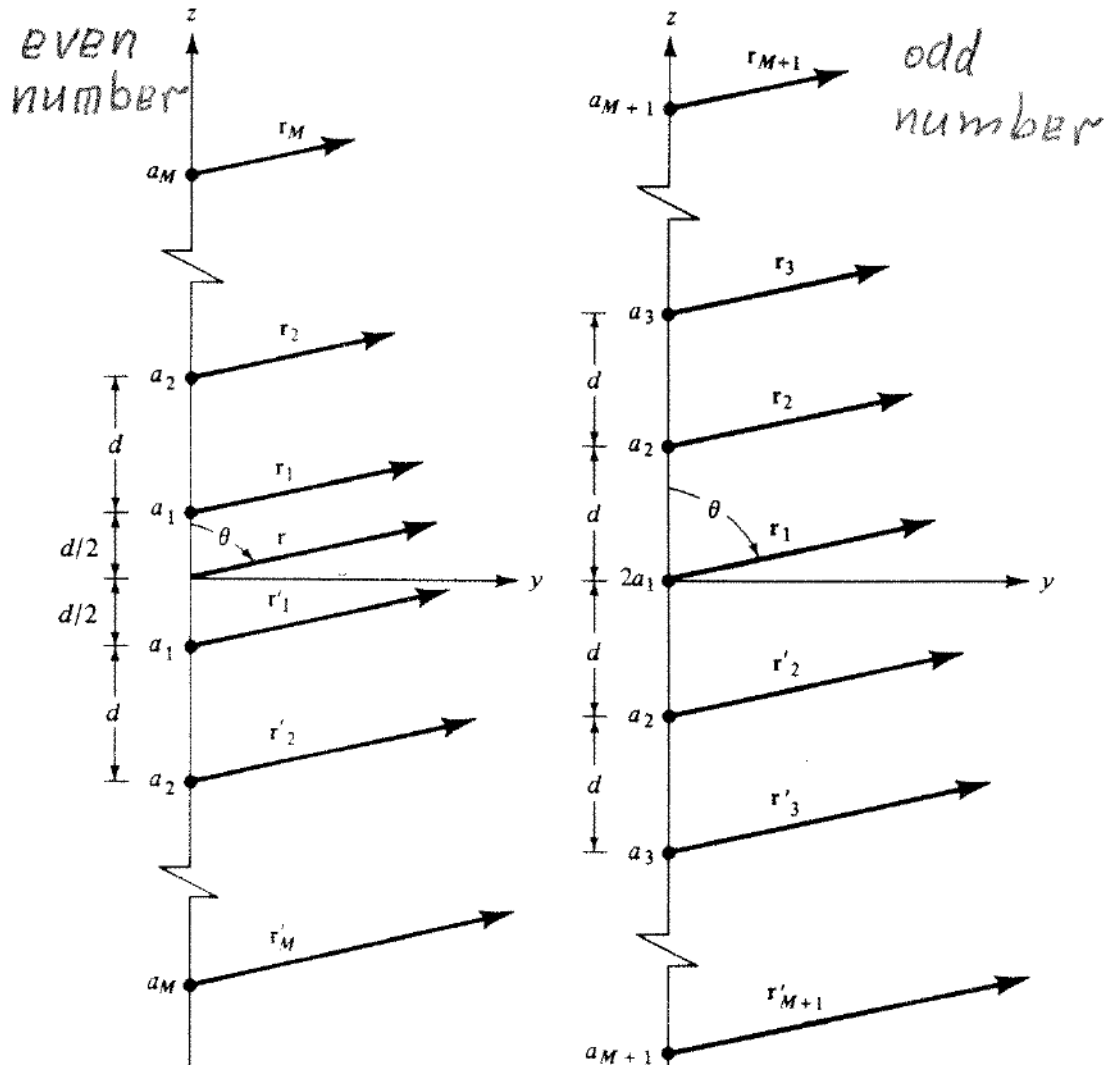 even
number
z
r_M
a_M
r_2
a_2
d
r_1
a_1
θ
r
d/2
y
d/2
r'_1
a_1
d
r'_2
a_2
r'_M
a_M
odd
number
z
r_{M+1}
a_{M+1}
r_3
a_3
d
r_2
a_2
d
θ
r_1
2a_1
y
d
r'_2
a_2
d
r'_3
a_3
r'_{M+1}
a_{M+1}